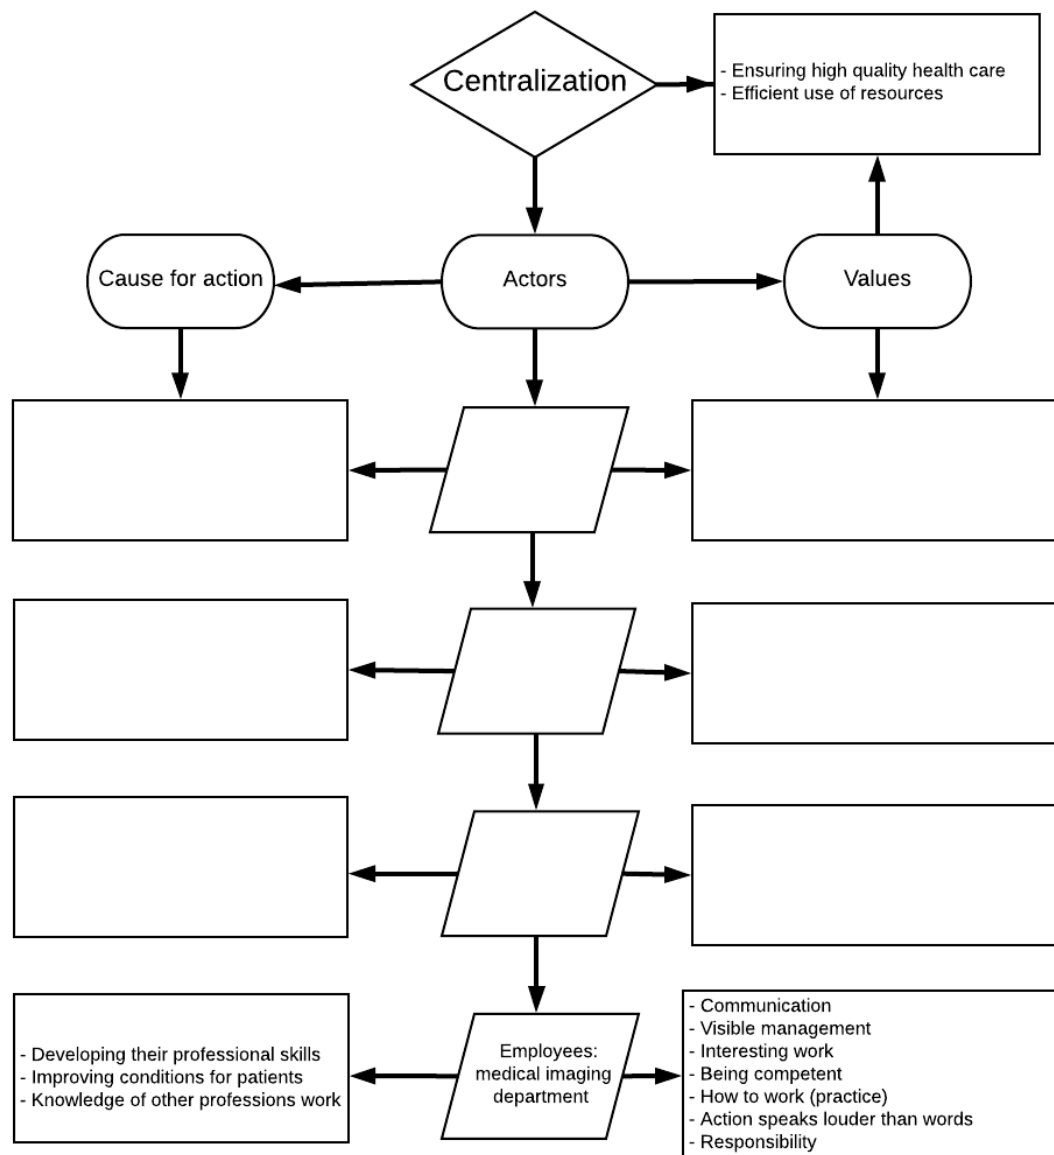 Centralization
- Ensuring high quality health care
- Efficient use of resources
Cause for action
Actors
Values
- Developing their professional skills
- Improving conditions for patients
- Knowledge of other professions work
Employees:
medical imaging
department
- Communication
- Visible management
- Interesting work
- Being competent
- How to work (practice)
- Action speaks louder than words
- Responsibility